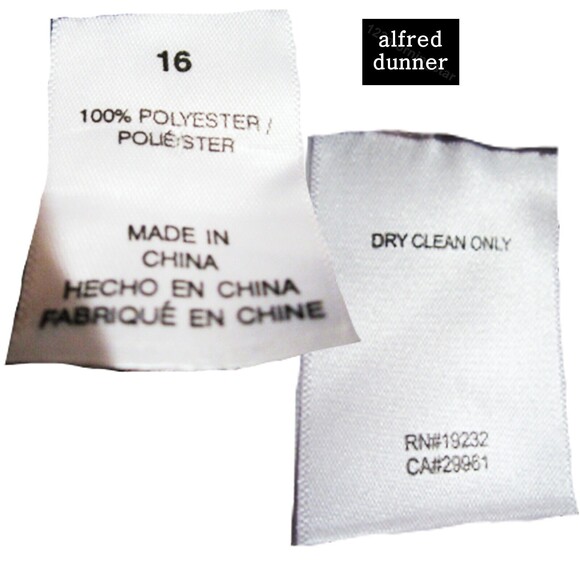 16
100% POLYESTER /
POLIÉSTER
MADE IN
CHINA
HECHO EN CHINA
FABRIQUÉ EN CHINE
alfred
dunner
DRY CLEAN ONLY
RN#19232
CA#29961